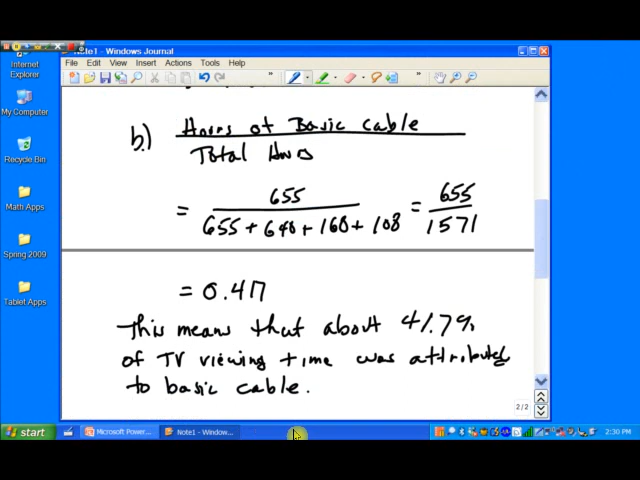 Note1 - Windows Journal
File Edit View Insert Actions Tools Help
Internet Explorer
My Computer
Recycle Bin
Math Apps
Spring 2009
Tablet Apps
b.) Hours of Basic Cable
Total Hours
= 655 = 655
655 + 640 + 168 + 108 1571
= 0.417
This means that about 41.7%
of TV viewing time was attributed
to basic cable.
2/2
start Microsoft Power... Note1 - Window... 2:30 PM